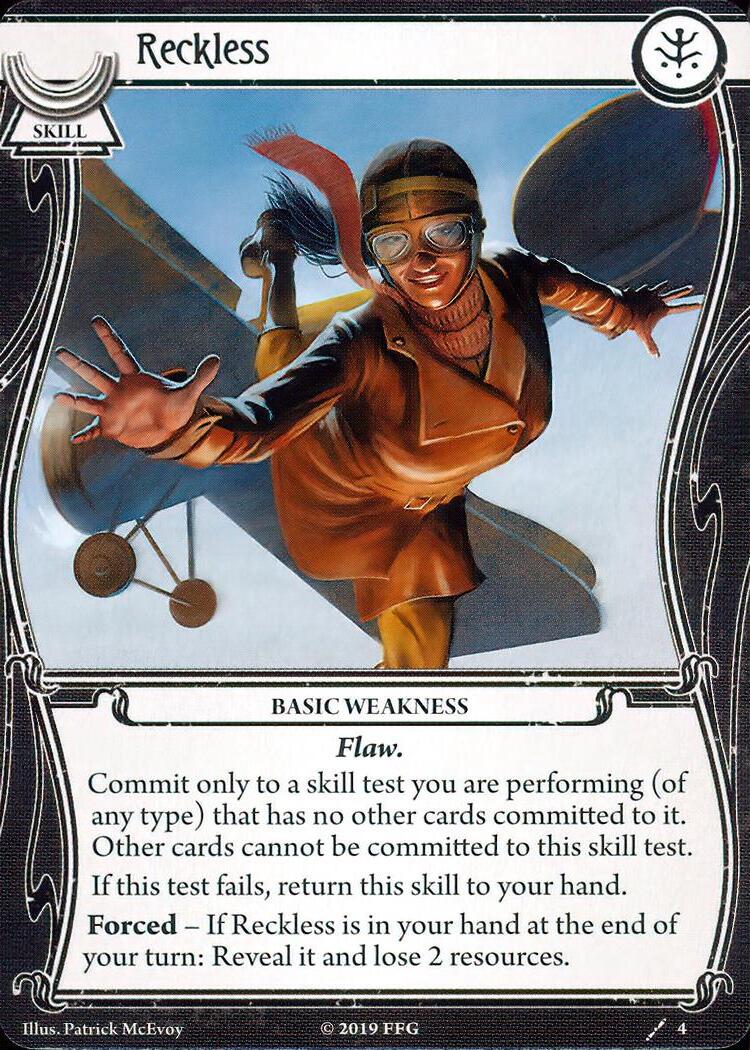 Reckless
SKILL
BASIC WEAKNESS
Flaw.
Commit only to a skill test you are performing (of
any type) that has no other cards committed to it.
Other cards cannot be committed to this skill test.
If this test fails, return this skill to your hand.
Forced – If Reckless is in your hand at the end of
your turn: Reveal it and lose 2 resources.
Illus. Patrick McEvoy
© 2019 FFG
4